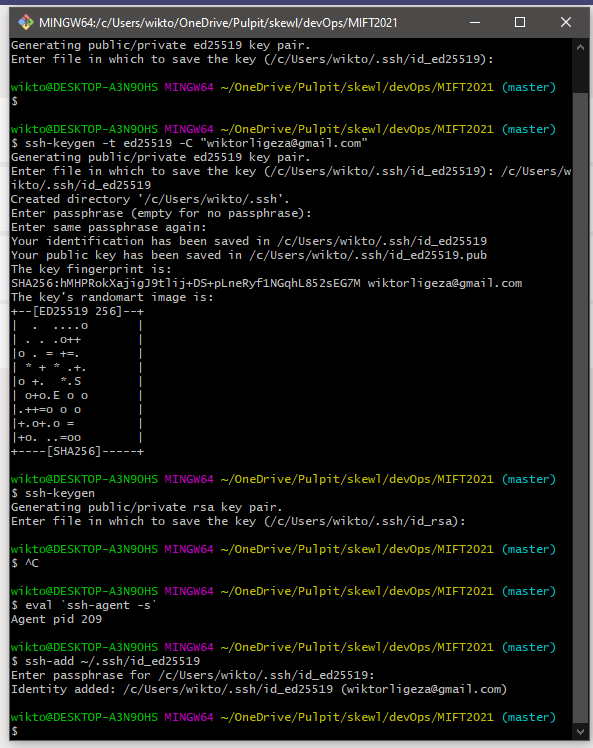 MINGW64:/c/Users/wikto/OneDrive/Pulpit/skewl/devOps/MIFT2021
Generating public/private ed25519 key pair.
Enter file in which to save the key (/c/Users/wikto/.ssh/id_ed25519):
wikto@DESKTOP-A3N9OHS MINGW64 ~/OneDrive/Pulpit/skewl/devOps/MIFT2021 (master)
$
wikto@DESKTOP-A3N9OHS MINGW64 ~/OneDrive/Pulpit/skewl/devOps/MIFT2021 (master)
$ ssh-keygen -t ed25519 -C "wiktorligeza@gmail.com"
Generating public/private ed25519 key pair.
Enter file in which to save the key (/c/Users/wikto/.ssh/id_ed25519): /c/Users/w
ikto/.ssh/id_ed25519
Created directory '/c/Users/wikto/.ssh'.
Enter passphrase (empty for no passphrase):
Enter same passphrase again:
Your identification has been saved in /c/Users/wikto/.ssh/id_ed25519
Your public key has been saved in /c/Users/wikto/.ssh/id_ed25519.pub
The key fingerprint is:
SHA256:hMHPRokXajigJ9tlij+DS+pLneRyf1NGqhL852sEG7M wiktorligeza@gmail.com
The key's randomart image is:
+--[ED25519 256]--+
|  .  ....o       |
| . . .o++        |
|o . = +=.        |
| * + * .+.       |
|o +.  *.S        |
| o+o.E o o       |
|.++=o o o        |
|+.o+.o =         |
|+o. ..=oo        |
+----[SHA256]-----+
wikto@DESKTOP-A3N9OHS MINGW64 ~/OneDrive/Pulpit/skewl/devOps/MIFT2021 (master)
$ ssh-keygen
Generating public/private rsa key pair.
Enter file in which to save the key (/c/Users/wikto/.ssh/id_rsa):
wikto@DESKTOP-A3N9OHS MINGW64 ~/OneDrive/Pulpit/skewl/devOps/MIFT2021 (master)
$ ^C
wikto@DESKTOP-A3N9OHS MINGW64 ~/OneDrive/Pulpit/skewl/devOps/MIFT2021 (master)
$ eval `ssh-agent -s`
Agent pid 209
wikto@DESKTOP-A3N9OHS MINGW64 ~/OneDrive/Pulpit/skewl/devOps/MIFT2021 (master)
$ ssh-add ~/.ssh/id_ed25519
Enter passphrase for /c/Users/wikto/.ssh/id_ed25519:
Identity added: /c/Users/wikto/.ssh/id_ed25519 (wiktorligeza@gmail.com)
wikto@DESKTOP-A3N9OHS MINGW64 ~/OneDrive/Pulpit/skewl/devOps/MIFT2021 (master)
$